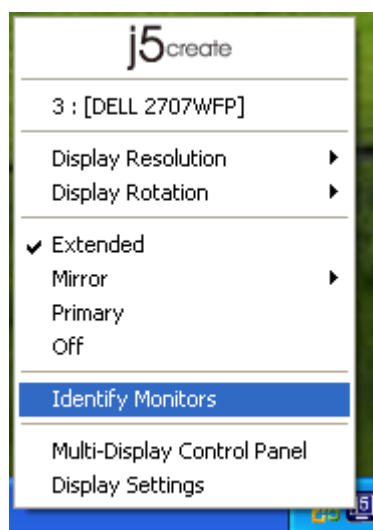 j5create
3 : [DELL 2707WFP]
Display Resolution
Display Rotation
Extended
Mirror
Primary
Off
Identify Monitors
Multi-Display Control Panel
Display Settings
j5